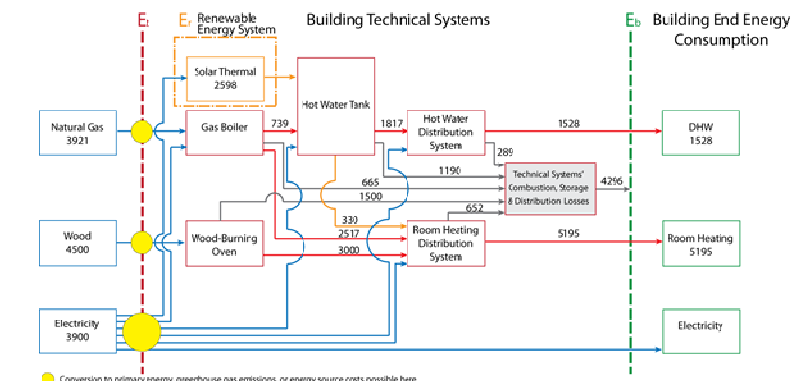 Et
Er Renewable
Energy System
Building Technical Systems
Eb
Building End Energy
Consumption
Solar Thermal
2598
Hot Water Tank
Natural Gas
3921
Gas Boiler
739
1817
Hot Water
Distribution
System
1528
DHW
1528
289
1190
Technical Systems'
Combustion, Storage
& Distribution Losses
4296
665
1500
652
Wood
4500
Wood-Burning
Oven
330
2517
3000
Room Heating
Distribution
System
5195
Room Heating
5195
Electricity
3900
Electricity
Conversion to primary energy, greenhouse gas emissions, or energy source costs possible here